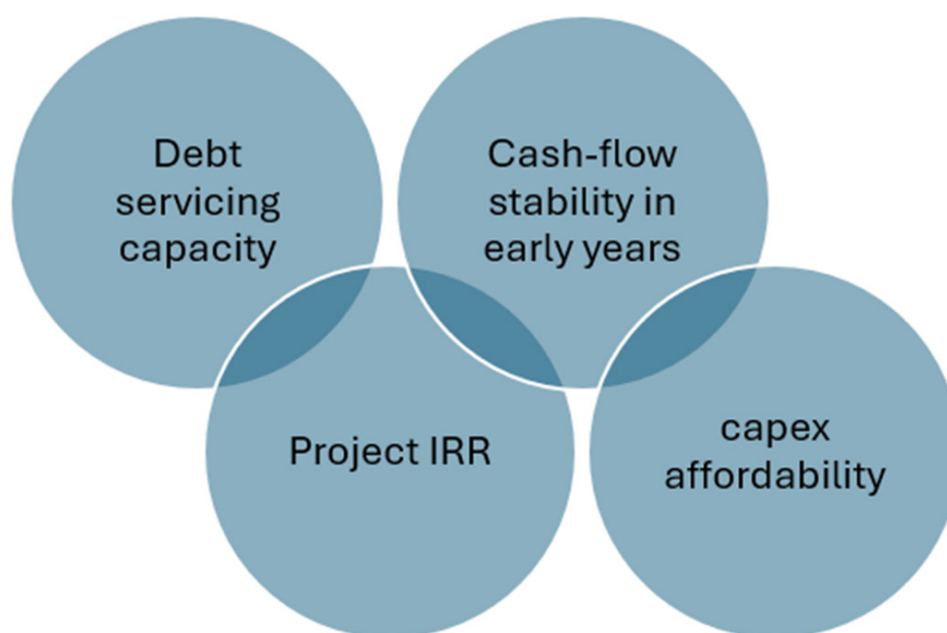 Debt
servicing
capacity
Cash-flow
stability in
early years
Project IRR
capex
affordability